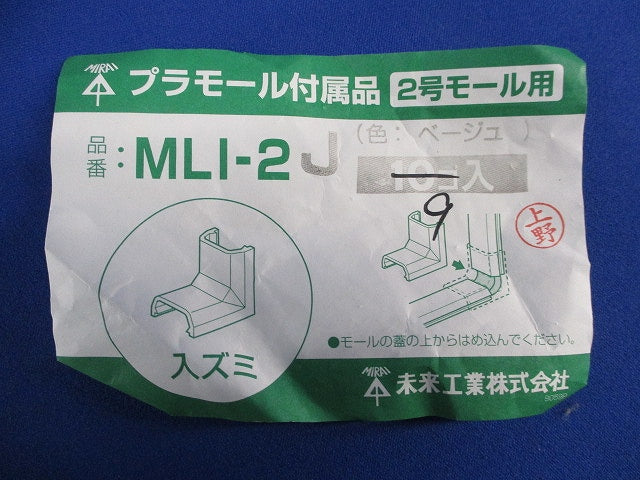 MIRAI
プラモール付属品 2号モール用
品番：MLI-2J （色：ベージュ）
10コ入
9
上野
●モールの蓋の上からはめ込んでください。
入ズミ
MIRAI 未来工業株式会社